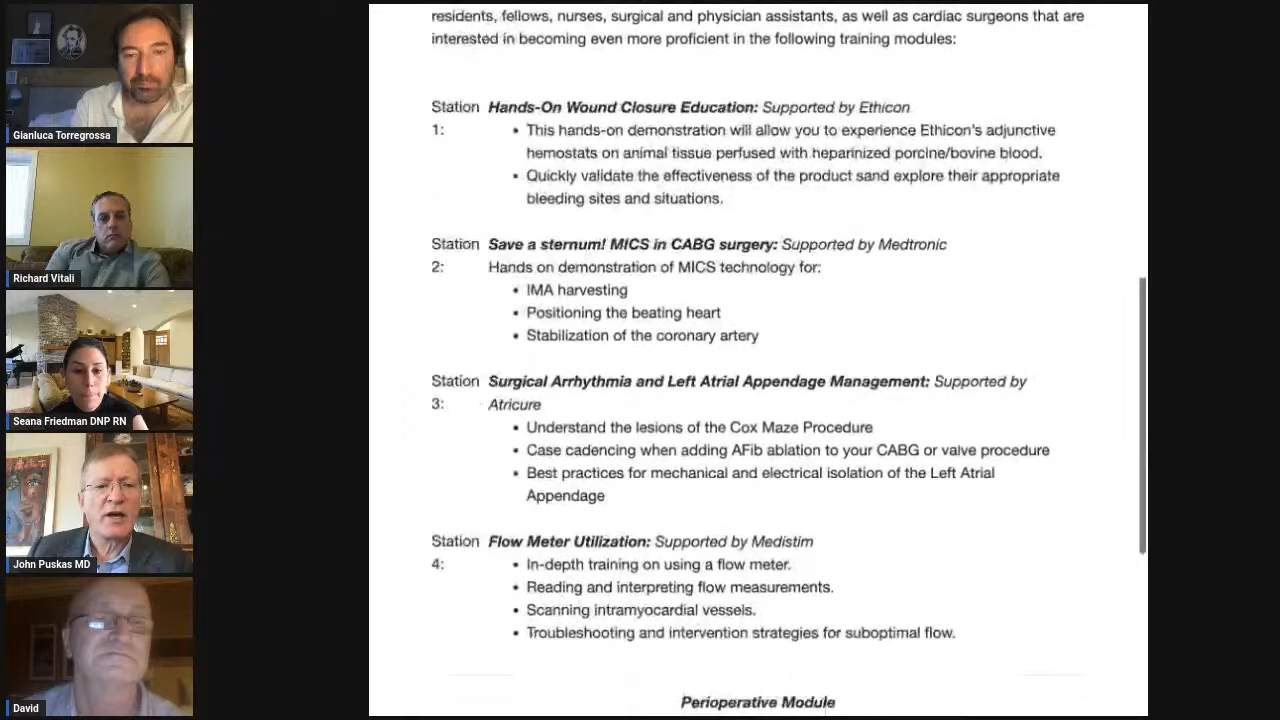 Gianluca Torregrossa
Richard Vitali
Seana Friedman DNP RN
John Puskas MD
David
residents, fellows, nurses, surgical and physician assistants, as well as cardiac surgeons that are
interested in becoming even more proficient in the following training modules:
Station Hands-On Wound Closure Education: Supported by Ethicon
1: • This hands-on demonstration will allow you to experience Ethicon's adjunctive
hemostats on animal tissue perfused with heparinized porcine/bovine blood.
• Quickly validate the effectiveness of the product sand explore their appropriate
bleeding sites and situations.
Station Save a sternum! MICS in CABG surgery: Supported by Medtronic
2: Hands on demonstration of MICS technology for:
• IMA harvesting
• Positioning the beating heart
• Stabilization of the coronary artery
Station Surgical Arrhythmia and Left Atrial Appendage Management: Supported by
3: Atricure
• Understand the lesions of the Cox Maze Procedure
• Case cadencing when adding AFib ablation to your CABG or valve procedure
• Best practices for mechanical and electrical isolation of the Left Atrial
Appendage
Station Flow Meter Utilization: Supported by Medistim
4: • In-depth training on using a flow meter.
• Reading and interpreting flow measurements.
• Scanning intramyocardial vessels.
• Troubleshooting and intervention strategies for suboptimal flow.
Perioperative Module